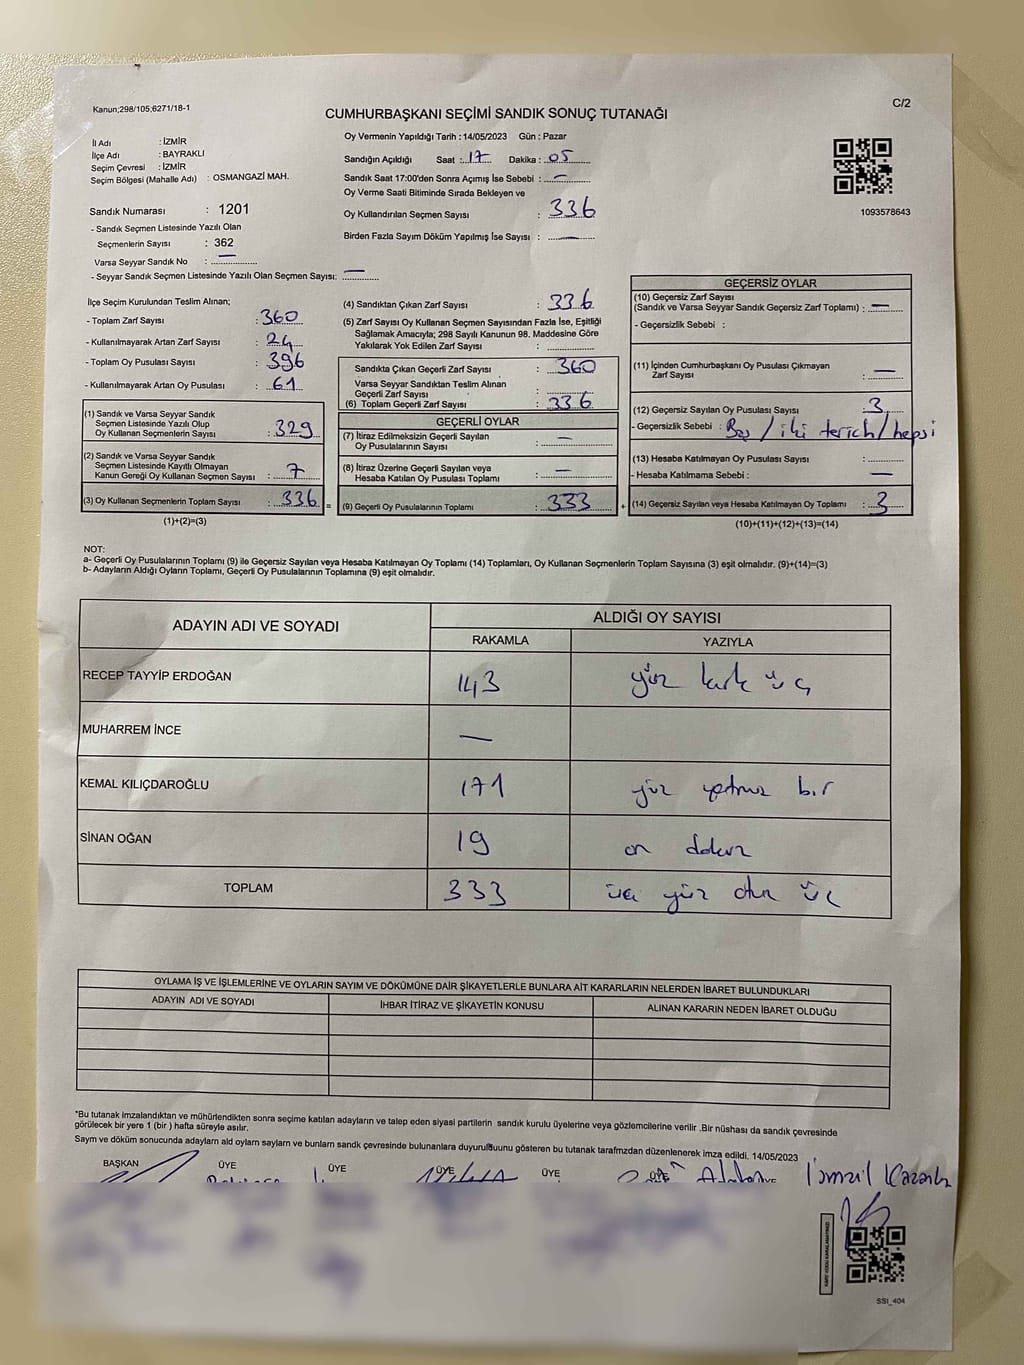 Kanun;298/105;6271/18-1
C/2
CUMHURBAŞKANI SEÇİMİ SANDIK SONUÇ TUTANAĞI
İl Adı : İZMİR
İlçe Adı : BAYRAKLI
Seçim Çevresi : İZMİR
Seçim Bölgesi (Mahalle Adı) : OSMANGAZİ MAH.
Sandık Numarası : 1201
- Sandık Seçmen Listesinde Yazılı Olan
Seçmenlerin Sayısı : 362
Varsa Seyyar Sandık No : —
- Seyyar Sandık Seçmen Listesinde Yazılı Olan Seçmen Sayısı: —
Oy Vermenin Yapıldığı Tarih : 14/05/2023 Gün : Pazar
Sandığın Açıldığı Saat : 17 Dakika : 05
Sandık Saat 17:00'den Sonra Açımış İse Sebebi : —
Oy Verme Saati Bitiminde Sırada Bekleyen ve
Oy Kullandırılan Seçmen Sayısı : 336
Birden Fazla Sayım Döküm Yapılmış İse Sayısı : —
1093578643
İlçe Seçim Kurulundan Teslim Alınan;
- Toplam Zarf Sayısı : 360
- Kullanılmayarak Artan Zarf Sayısı : 24
- Toplam Oy Pusulası Sayısı : 396
- Kullanılmayarak Artan Oy Pusulası : 61
(1) Sandık ve Varsa Seyyar Sandık
Seçmen Listesinde Yazılı Olup
Oy Kullanan Seçmenlerin Sayısı : 329
(2) Sandık ve Varsa Seyyar Sandık
Seçmen Listesinde Kayıtlı Olmayan
Kanun Gereği Oy Kullanan Seçmen Sayısı : 7
(3) Oy Kullanan Seçmenlerin Toplam Sayısı : 336
(1)+(2)=(3)
(4) Sandıktan Çıkan Zarf Sayısı : 336
(5) Zarf Sayısı Oy Kullanan Seçmen Sayısından Fazla İse, Eşitliği
Sağlamak Amacıyla; 298 Sayılı Kanunun 98. Maddesine Göre
Yakılarak Yok Edilen Zarf Sayısı :
Sandıkta Çıkan Geçerli Zarf Sayısı : 360
Varsa Seyyar Sandıktan Teslim Alınan
Geçerli Zarf Sayısı :
(6) Toplam Geçerli Zarf Sayısı : 336
GEÇERLİ OYLAR
(7) İtiraz Edilmeksizin Geçerli Sayılan
Oy Pusulası Toplamı : —
(8) İtiraz Üzerine Geçerli Sayılan veya
Hesaba Katılan Oy Pusulası Toplamı : —
= (9) Geçerli Oy Pusulalarının Toplamı : 333
GEÇERSİZ OYLAR
(10) Geçersiz Zarf Sayısı
(Sandık ve Varsa Seyyar Sandık Geçersiz Zarf Toplamı) : —
- Geçersizlik Sebebi :
(11) İçinden Cumhurbaşkanı Oy Pusulası Çıkmayan
Zarf Sayısı : —
(12) Geçersiz Sayılan Oy Pusulası Sayısı : 3
- Geçersizlik Sebebi : Boş / iki tercih / hepsi
(13) Hesaba Katılmayan Oy Pusulası Sayısı :
- Hesaba Katılmama Sebebi : —
+ (14) Geçersiz Sayılan veya Hesaba Katılmayan Oy Toplamı : 3
(10)+(11)+(12)+(13)=(14)
NOT:
a- Geçerli Oy Pusulalarının Toplamı (9) ile Geçersiz Sayılan veya Hesaba Katılmayan Oy Toplamı (14) Toplamları, Oy Kullanan Seçmenlerin Toplam Sayısına (3) eşit olmalıdır. (9)+(14)=(3)
b- Adayların Aldığı Oyların Toplamı, Geçerli Oy Pusulalarının Toplamına (9) eşit olmalıdır.
ADAYIN ADI VE SOYADI
ALDIĞI OY SAYISI
RAKAMLA YAZIYLA
RECEP TAYYİP ERDOĞAN 143 yüz kırk üç
MUHARREM İNCE —
KEMAL KILIÇDAROĞLU 171 yüz yetmiş bir
SİNAN OĞAN 19 on dokuz
TOPLAM 333 üç yüz otuz üç
OYLAMA İŞ VE İŞLEMLERİNE VE OYLARIN SAYIM VE DÖKÜMÜNE DAİR ŞİKAYETLERLE BUNLARA AİT KARARLARIN NELERDEN İBARET BULUNDUKLARI
ADAYIN ADI VE SOYADI İHBAR İTİRAZ VE ŞİKAYETİN KONUSU ALINAN KARARIN NEDEN İBARET OLDUĞU
*Bu tutanak imzalandıktan ve mühürlendikten sonra seçime katılan adayların ve talep eden siyasi partilerin sandık kurulu üyelerine veya gözlemcilerine verilir .Bir nüshası da sandık çevresinde
görülecek bir yere 1 (bir ) hafta süreyle asılır.
Sayım ve döküm sonucunda adayların aldı oyların sayıları ve bunların sandık çevresinde bulunanlara duyurulduğunu gösteren bu tutanak tarafımızdan düzenlenerek imza edildi. 14/05/2023
BAŞKAN ÜYE ÜYE ÜYE ÜYE ÜYE
İsmail
SSI_404